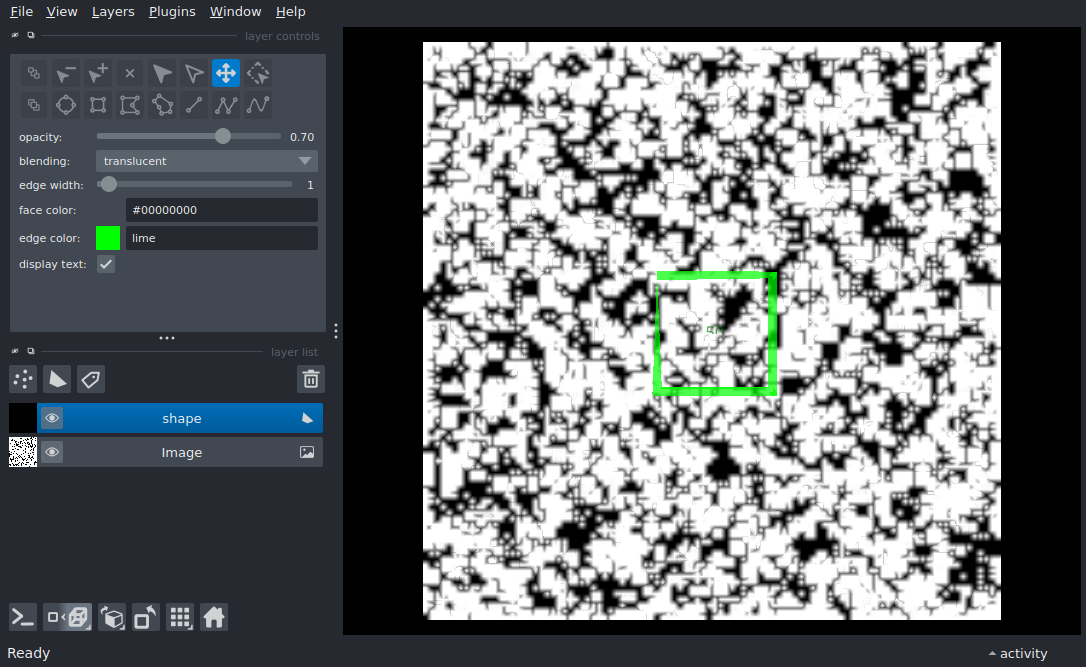 File View Layers Plugins Window Help
layer controls
opacity: 0.70
blending: translucent
edge width: 1
face color: #00000000
edge color: lime
display text:
layer list
shape
Image
Ready
activity